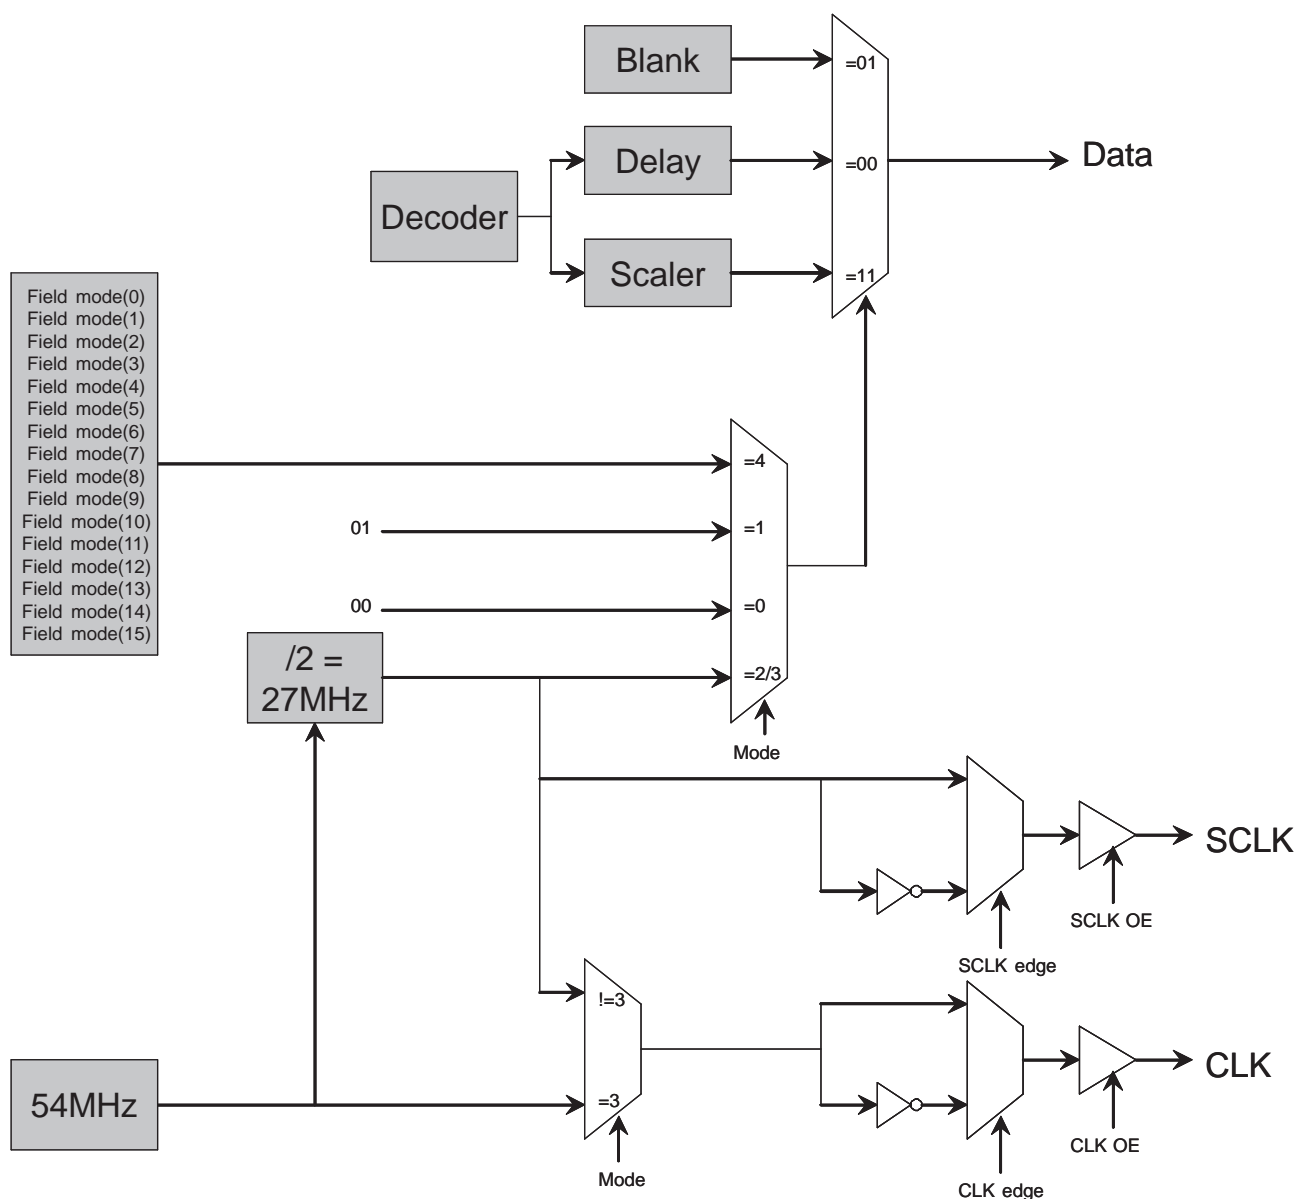 Blank
=01
Delay
=00
Data
Decoder
Scaler
=11
Field mode(0)
Field mode(1)
Field mode(2)
Field mode(3)
Field mode(4)
Field mode(5)
Field mode(6)
Field mode(7)
Field mode(8)
Field mode(9)
Field mode(10)
Field mode(11)
Field mode(12)
Field mode(13)
Field mode(14)
Field mode(15)
=4
01
=1
00
=0
/2 =
27MHz
=2/3
Mode
SCLK
SCLK OE
SCLK edge
!=3
54MHz
=3
Mode
CLK
CLK OE
CLK edge